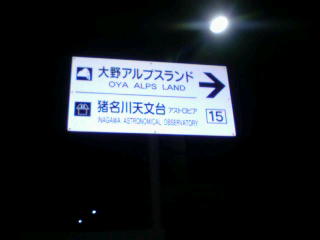 大野アルプスランド
OYA ALPS LAND
猪名川天文台 アストロピア
INAGAWA ASTRONOMICAL OBSERVATORY
15